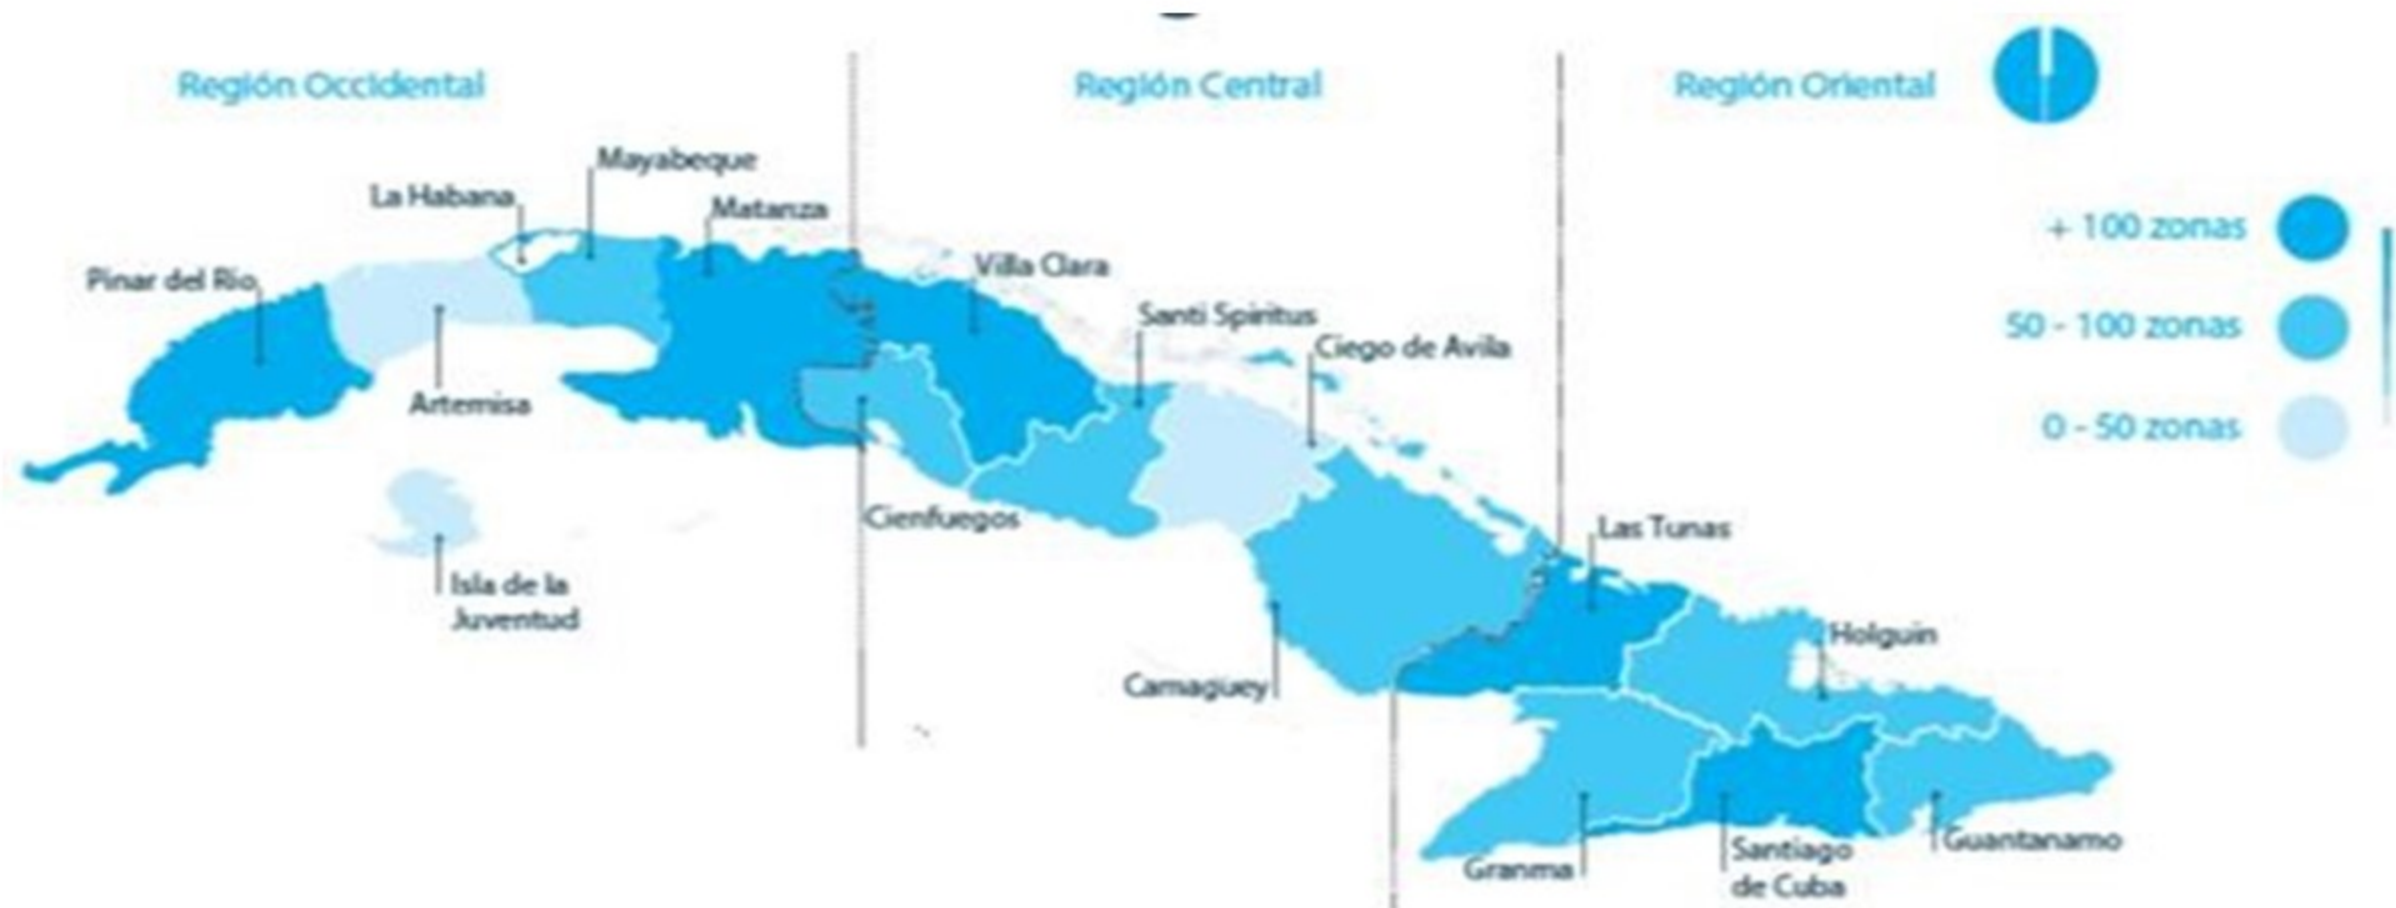 Región Occidental
Región Central
Región Oriental
Mayabeque
La Habana
Matanza
Pinar del Rio
Villa Clara
Santi Spiritus
Ciego de Avila
Artemisa
Cienfuegos
Isla de la
Juventud
Las Tunas
Holguin
Camagüey
Granma
Santiago
de Cuba
Guantanamo
+ 100 zonas
50 - 100 zonas
0 - 50 zonas